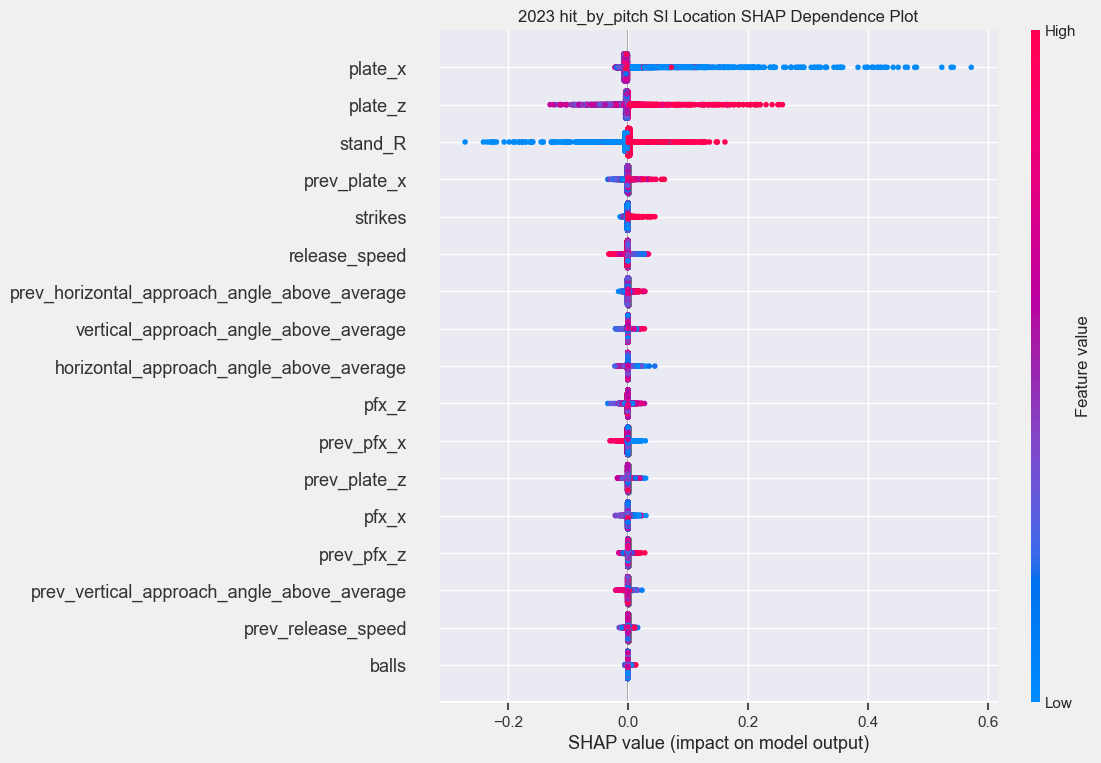 2023 hit_by_pitch SI Location SHAP Dependence Plot
High
plate_x
plate_z
stand_R
prev_plate_x
strikes
release_speed
prev_horizontal_approach_angle_above_average
vertical_approach_angle_above_average
horizontal_approach_angle_above_average
pfx_z
prev_pfx_x
prev_plate_z
pfx_x
prev_pfx_z
prev_vertical_approach_angle_above_average
prev_release_speed
balls
Feature value
Low
−0.2 0.0 0.2 0.4 0.6
SHAP value (impact on model output)